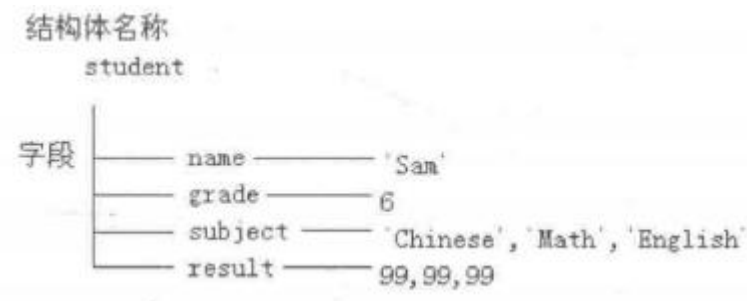 结构体名称
student
字段 name 'Sam'
grade 6
subject 'Chinese','Math','English'
result 99,99,99